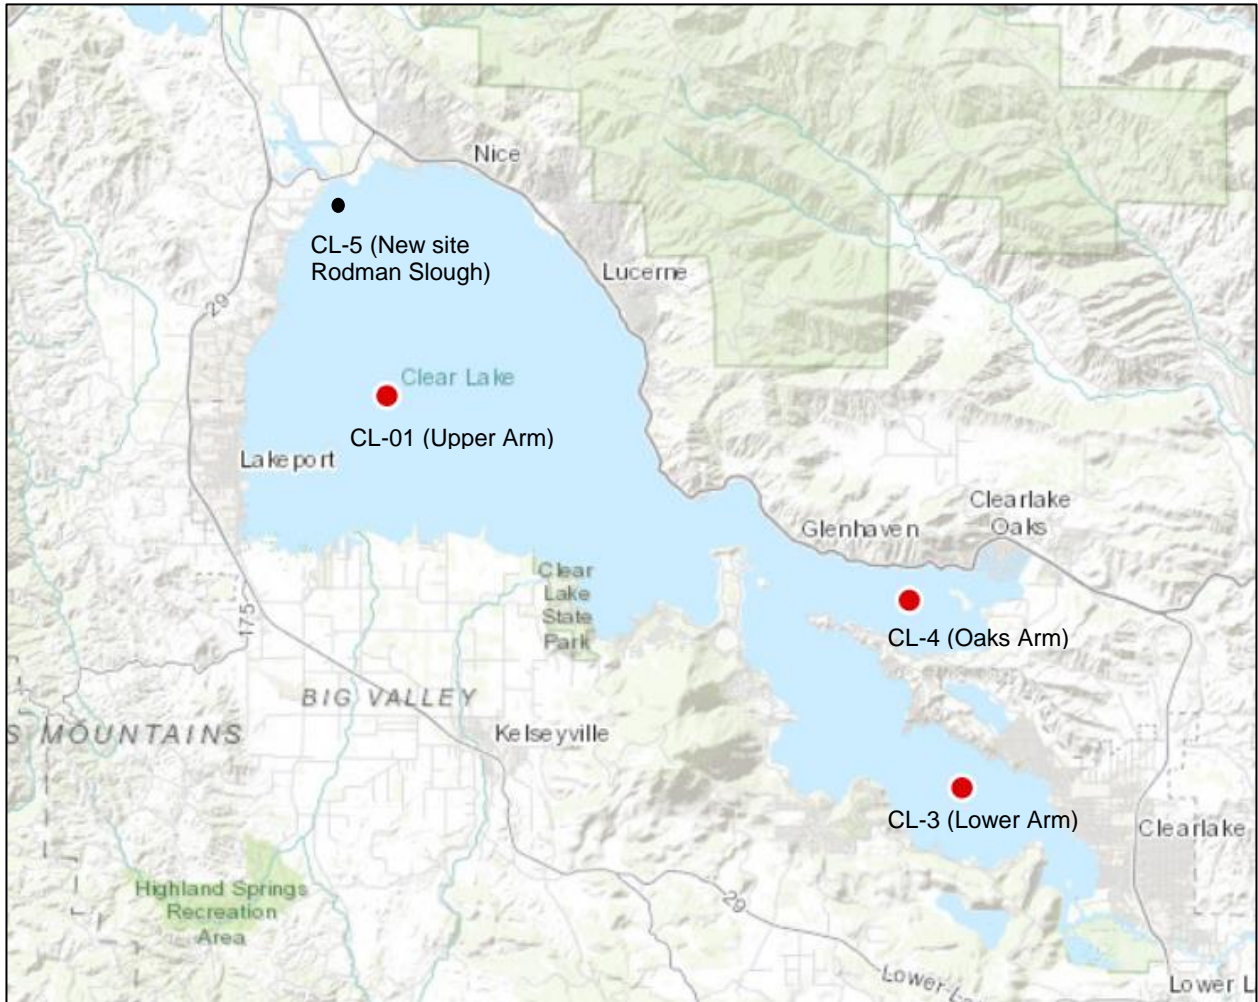 Nice
CL-5 (New site
Rodman Slough)
Lucerne
29
Clear Lake
CL-01 (Upper Arm)
Lakeport
Clearlake
Oaks
Glenhaven
Clear
Lake
State
Park
175
CL-4 (Oaks Arm)
BIG VALLEY
S MOUNTAINS
Kelseyville
CL-3 (Lower Arm)
Clearlake
Highland Springs
Recreation
Area
29
Lower-L
Lower L